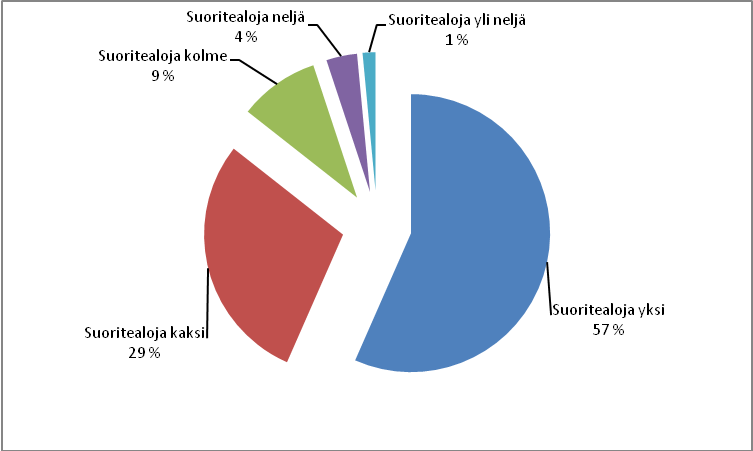 Suoritealoja neljä
4 %
Suoritealoja yli neljä
1 %
Suoritealoja kolme
9 %
Suoritealoja yksi
57 %
Suoritealoja kaksi
29 %